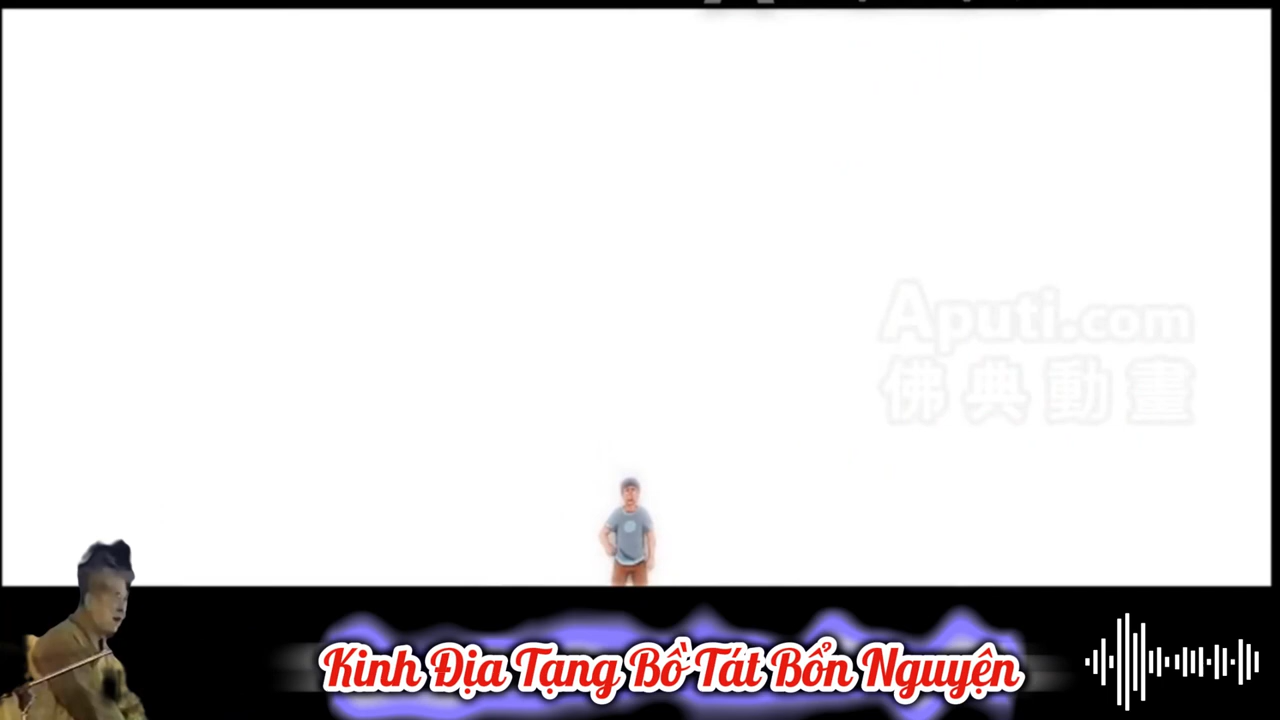 Aputi.com
佛典動畫
Kinh Địa Tạng Bồ Tát Bổn Nguyện